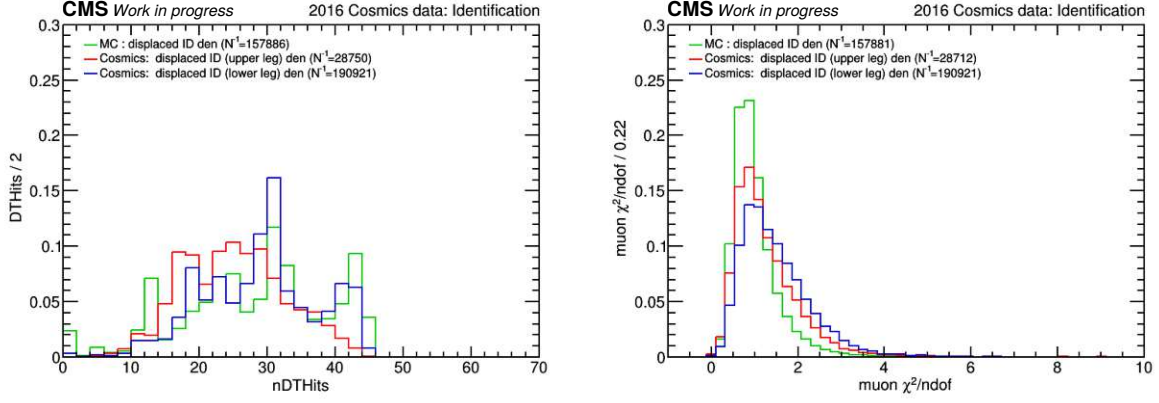 CMS Work in progress 2016 Cosmics data: Identification
MC : displaced ID den (N⁻¹=157886)
Cosmics: displaced ID (upper leg) den (N⁻¹=28750)
Cosmics: displaced ID (lower leg) den (N⁻¹=190921)
DTHits / 2
0.3
0.25
0.2
0.15
0.1
0.05
0
0 10 20 30 40 50 60 70
nDTHits
CMS Work in progress 2016 Cosmics data: Identification
MC : displaced ID den (N⁻¹=157881)
Cosmics: displaced ID (upper leg) den (N⁻¹=28712)
Cosmics: displaced ID (lower leg) den (N⁻¹=190921)
muon χ²/ndof / 0.22
0.3
0.25
0.2
0.15
0.1
0.05
0
0 2 4 6 8 10
muon χ²/ndof